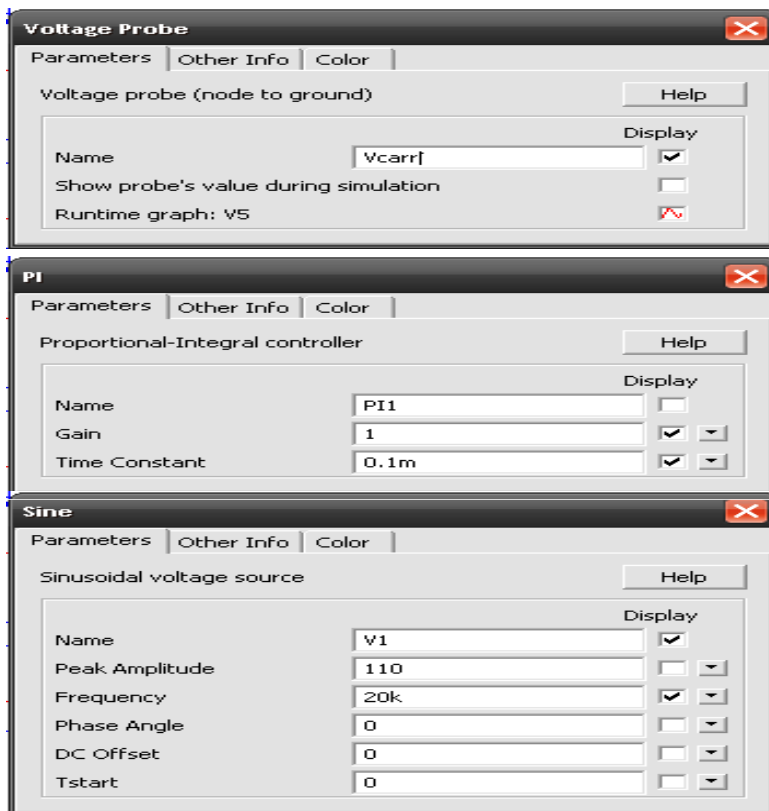 Voltage Probe
Parameters Other Info Color
Voltage probe (node to ground) Help
Display
Name Vcarr
Show probe's value during simulation
Runtime graph: V5
PI
Parameters Other Info Color
Proportional-Integral controller Help
Display
Name PI1
Gain 1
Time Constant 0.1m
Sine
Parameters Other Info Color
Sinusoidal voltage source Help
Display
Name V1
Peak Amplitude 110
Frequency 20k
Phase Angle 0
DC Offset 0
Tstart 0